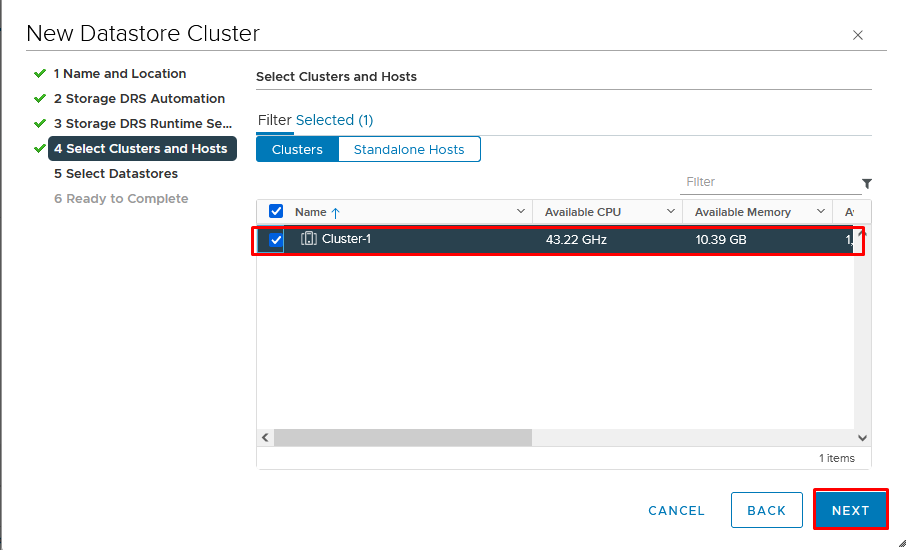 New Datastore Cluster
1 Name and Location
2 Storage DRS Automation
3 Storage DRS Runtime Se...
4 Select Clusters and Hosts
5 Select Datastores
6 Ready to Complete
Select Clusters and Hosts
Filter Selected (1)
Clusters Standalone Hosts
Filter
Name Available CPU Available Memory
Cluster-1 43.22 GHz 10.39 GB
1 items
CANCEL BACK NEXT